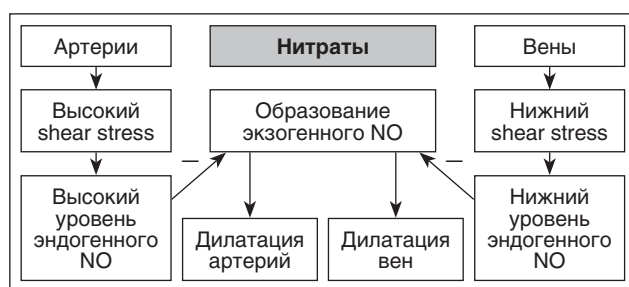 Артерии
Нитраты
Вены
Высокий
shear stress
Образование
экзогенного NO
Нижний
shear stress
–
–
Высокий
уровень
эндогенного
NO
Дилатация
артерий
Дилатация
вен
Нижний
уровень
эндогенного
NO